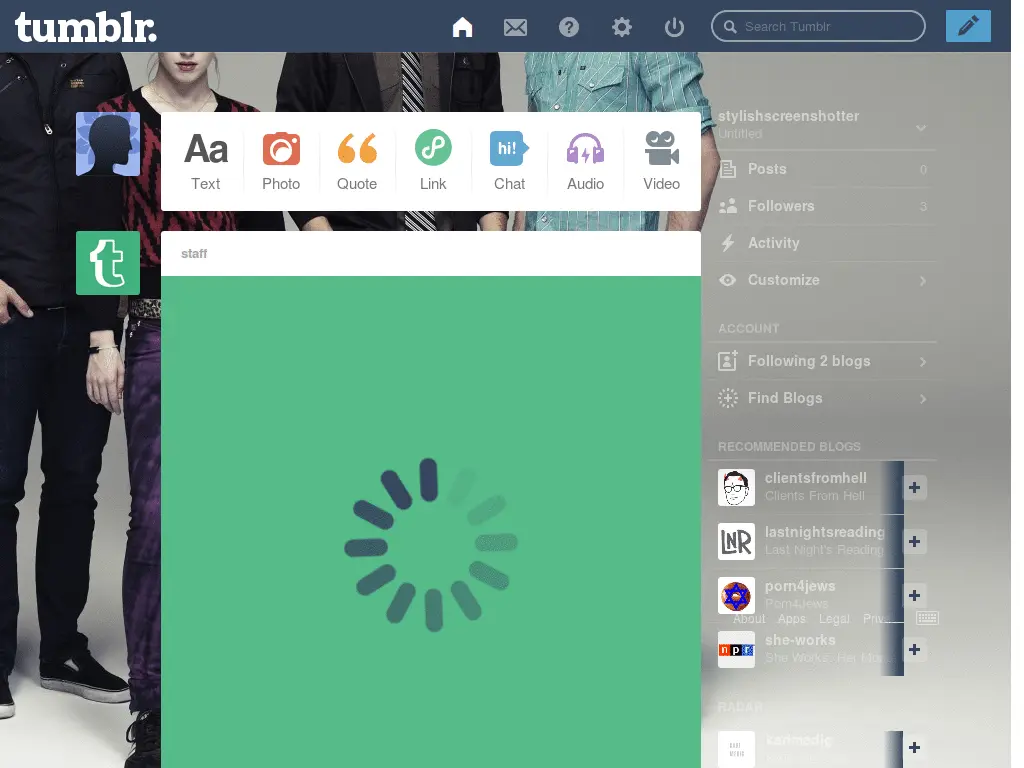 tumblr.
Search Tumblr
Aa
hi!
Text
Photo
Quote
Link
Chat
Audio
Video
stylishscreenshotter
Untitled
Posts
0
Followers
3
Activity
Customize
ACCOUNT
Following 2 blogs
Find Blogs
RECOMMENDED BLOGS
clientsfromhell
Clients From Hell
LNR
lastnightsreading
Last Night's Reading
porn4jews
Porn4Jews
About Apps Legal Priv...
npr
she-works
She Works: Her
RADAR
t
staff